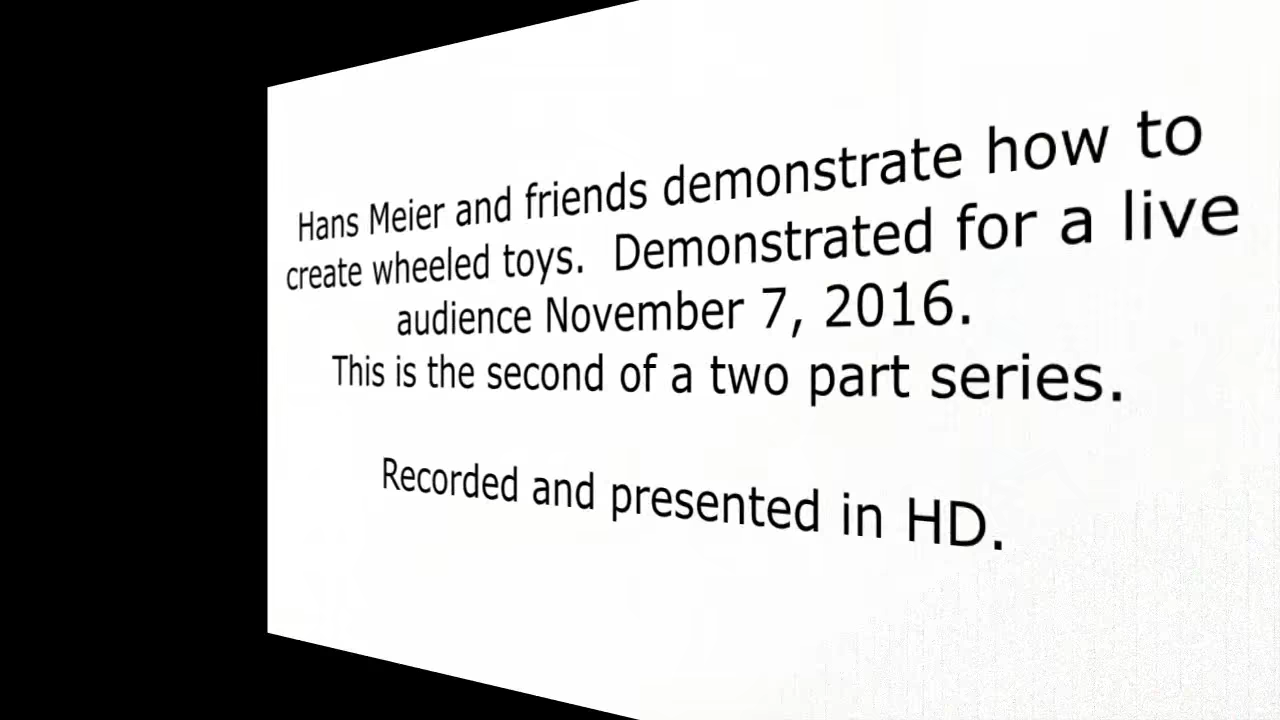 Hans Meier and friends demonstrate how to
create wheeled toys.  Demonstrated for a live
audience November 7, 2016.
This is the second of a two part series.
Recorded and presented in HD.